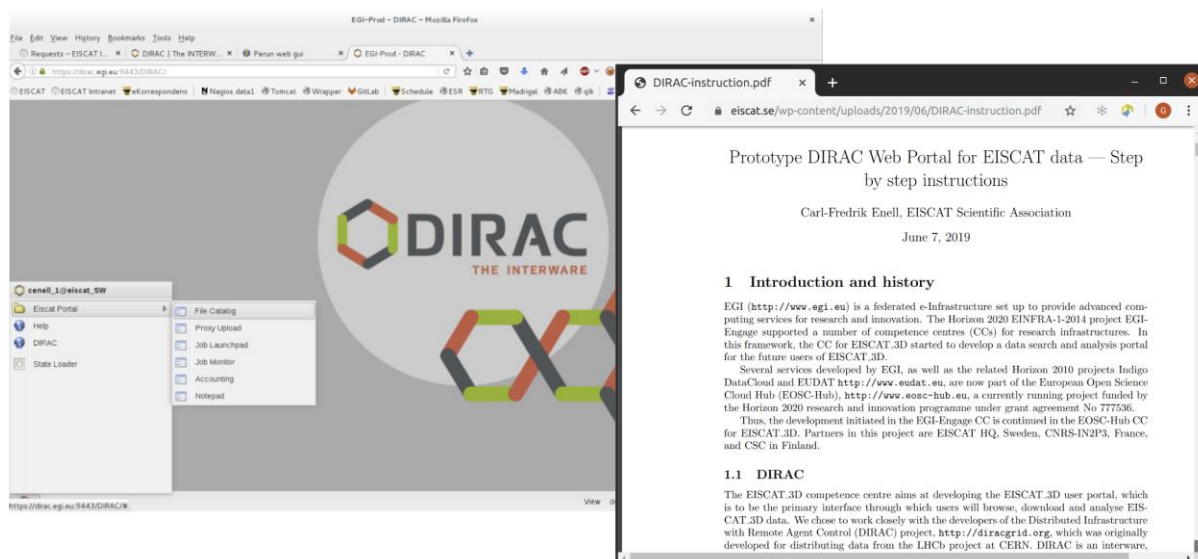 EGI-Prod - DIRAC - Mozilla Firefox
File Edit View History Bookmarks Tools Help
Requests - EISCAT I...
DIRAC | The INTERW...
Perun web gui
EGI-Prod - DIRAC
https://dirac.egi.eu:9443/DIRAC/
EISCAT EISCAT Intranet eKorrespondens Nagios data1 Tomcat Wrapper GitLab Schedule ESR RTG Madrigal ABK qlk
DIRAC
THE INTERWARE
cenell_1@eiscat_SW
Eiscat Portal
Help
DIRAC
State Loader
File Catalog
Proxy Upload
Job Launchpad
Job Monitor
Accounting
Notepad
https://dirac.egi.eu:9443/DIRAC/#
View
DIRAC-instruction.pdf
eiscat.se/wp-content/uploads/2019/06/DIRAC-instruction.pdf
G
Prototype DIRAC Web Portal for EISCAT data — Step
by step instructions
Carl-Fredrik Enell, EISCAT Scientific Association
June 7, 2019
1 Introduction and history
EGI (http://www.egi.eu) is a federated e-Infrastructure set up to provide advanced com-
puting services for research and innovation. The Horizon 2020 EINFRA-1-2014 project EGI-
Engage supported a number of competence centres (CCs) for research infrastructures. In
this framework, the CC for EISCAT_3D started to develop a data search and analysis portal
for the future users of EISCAT_3D.
Several services developed by EGI, as well as the related Horizon 2010 projects Indigo
DataCloud and EUDAT http://www.eudat.eu, are now part of the European Open Science
Cloud Hub (EOSC-Hub), http://www.eosc-hub.eu, a currently running project funded by
the Horizon 2020 research and innovation programme under grant agreement No 777536.
Thus, the development initiated in the EGI-Engage CC is continued in the EOSC-Hub CC
for EISCAT_3D. Partners in this project are EISCAT HQ, Sweden, CNRS-IN2P3, France,
and CSC in Finland.
1.1 DIRAC
The EISCAT_3D competence centre aims at developing the EISCAT_3D user portal, which
is to be the primary interface through which users will browse, download and analyse EIS-
CAT_3D data. We chose to work closely with the developers of the Distributed Infrastructure
with Remote Agent Control (DIRAC) project, http://diracgrid.org, which was originally
developed for distributing data from the LHCb project at CERN. DIRAC is an interware,